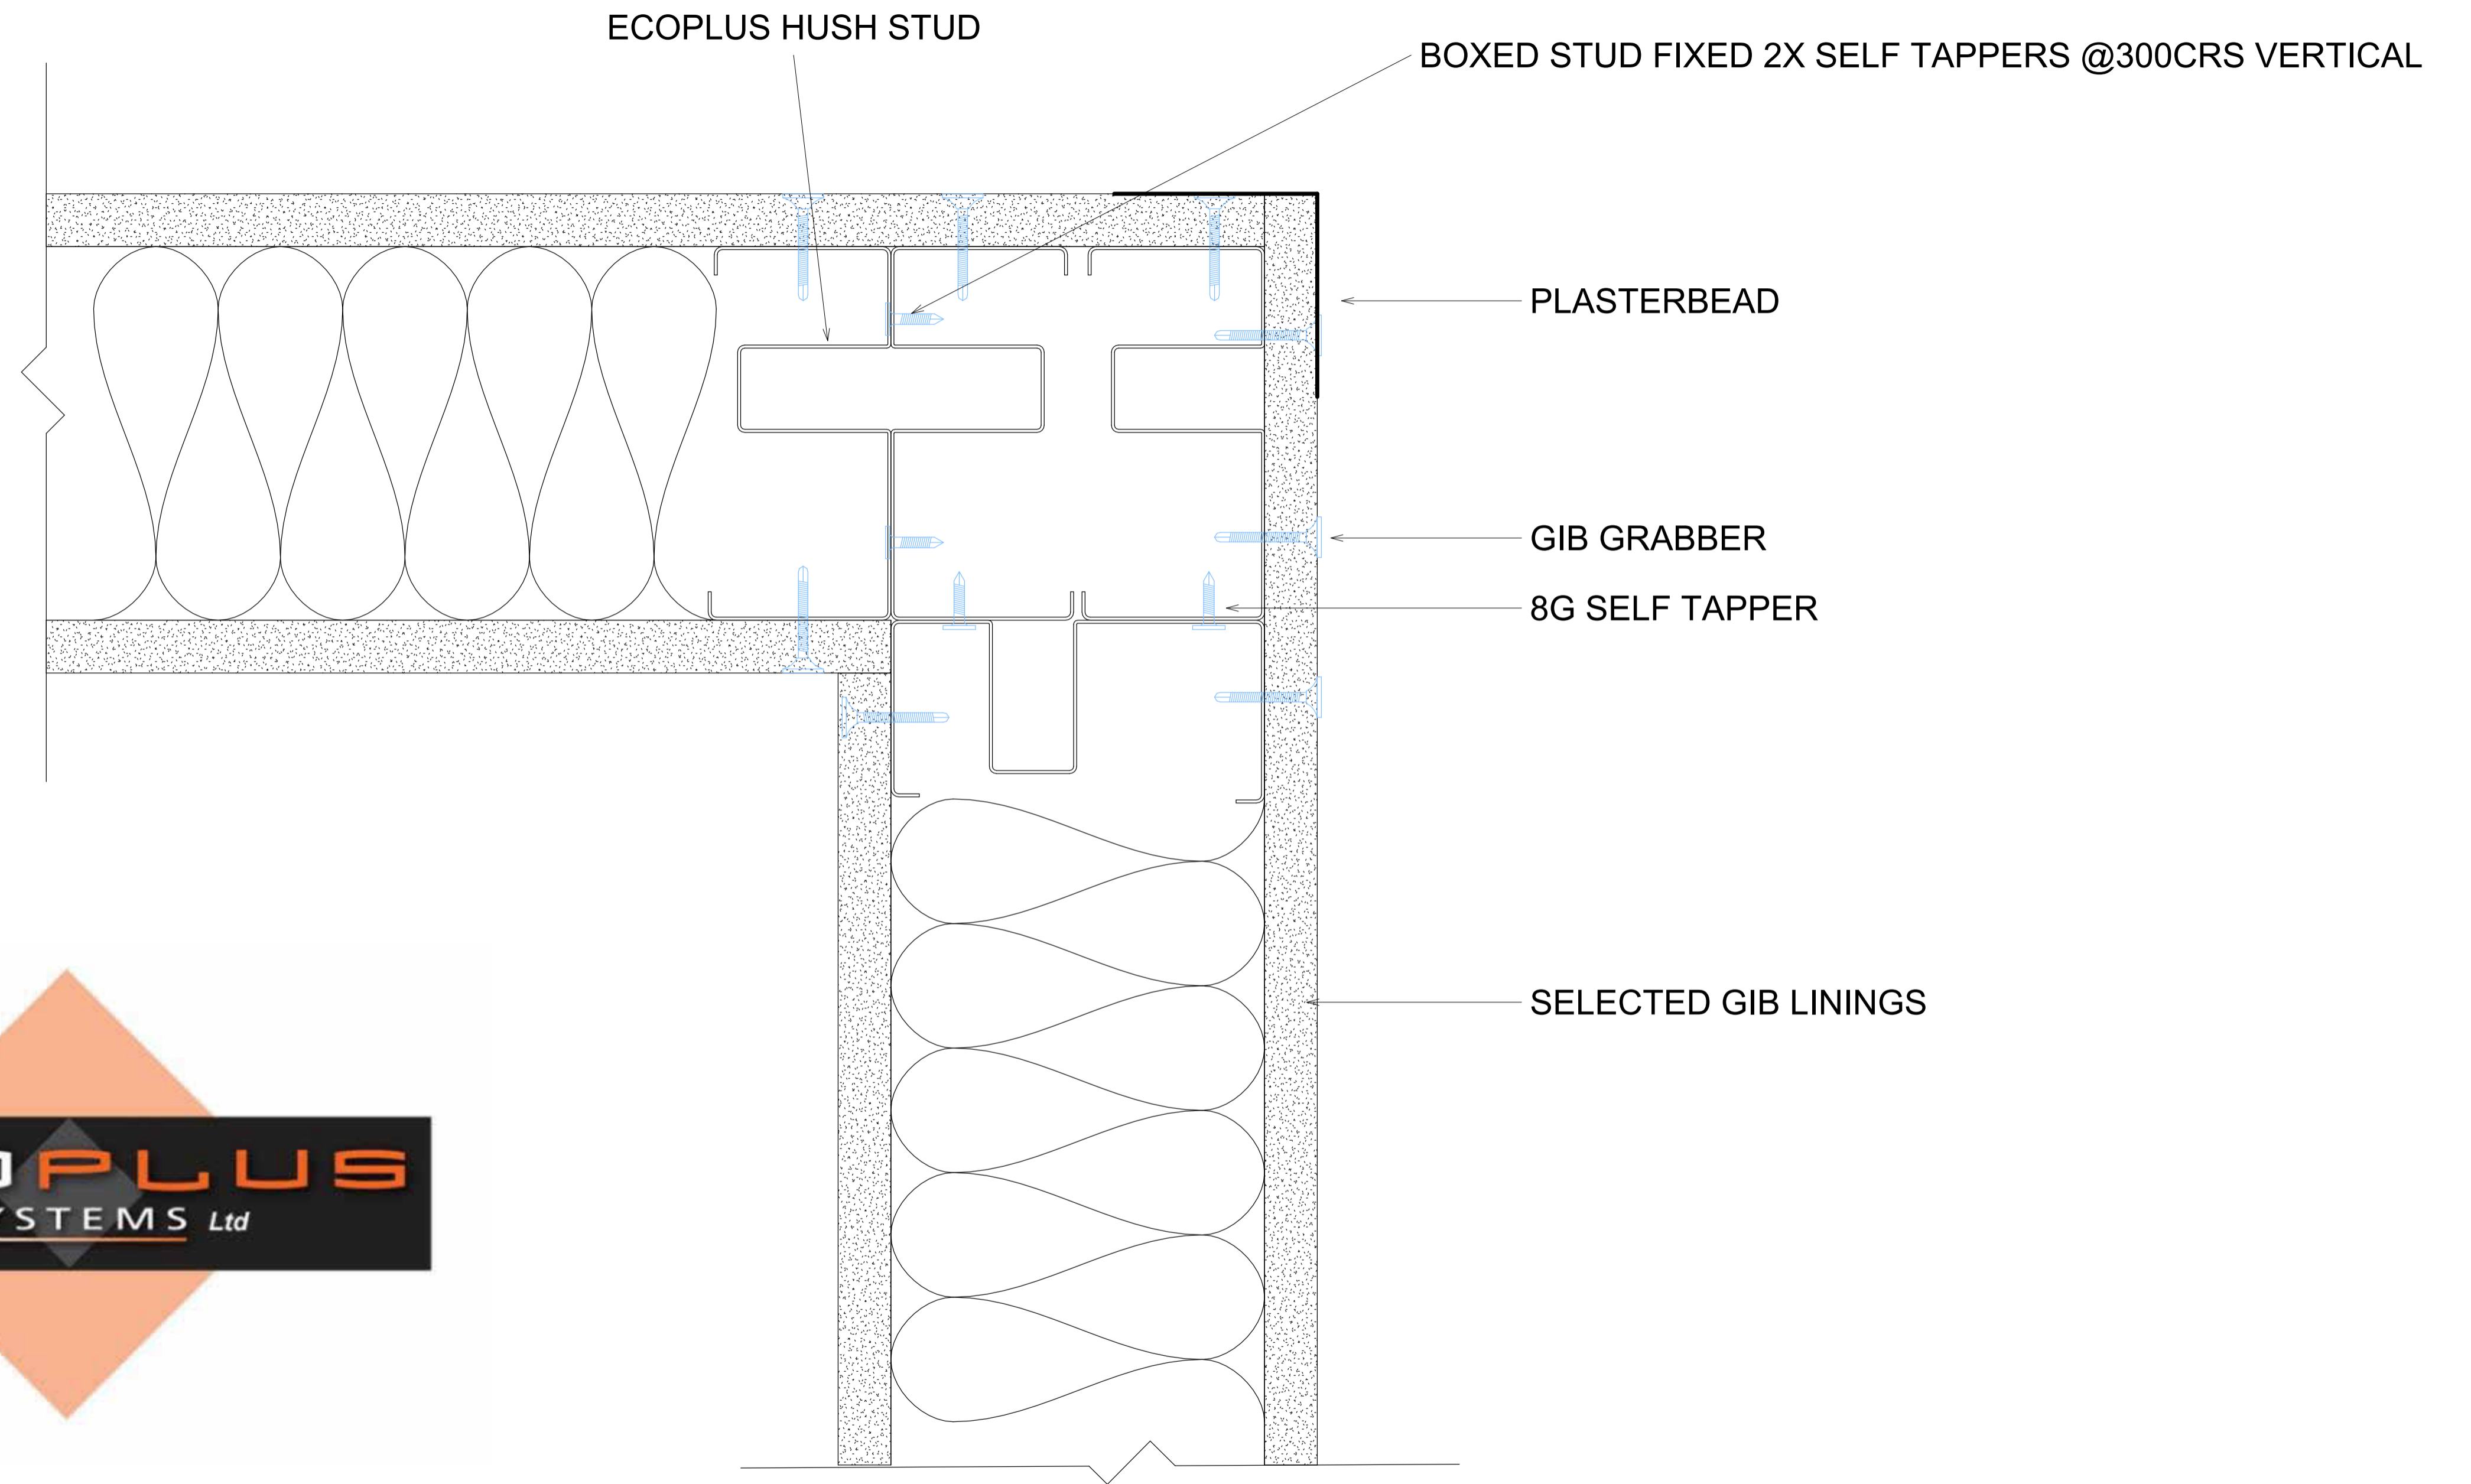 ECOPLUS HUSH STUD
BOXED STUD FIXED 2X SELF TAPPERS @300CRS VERTICAL
PLASTERBEAD
GIB GRABBER
8G SELF TAPPER
SELECTED GIB LININGS
PLUS
YSTEMS Ltd